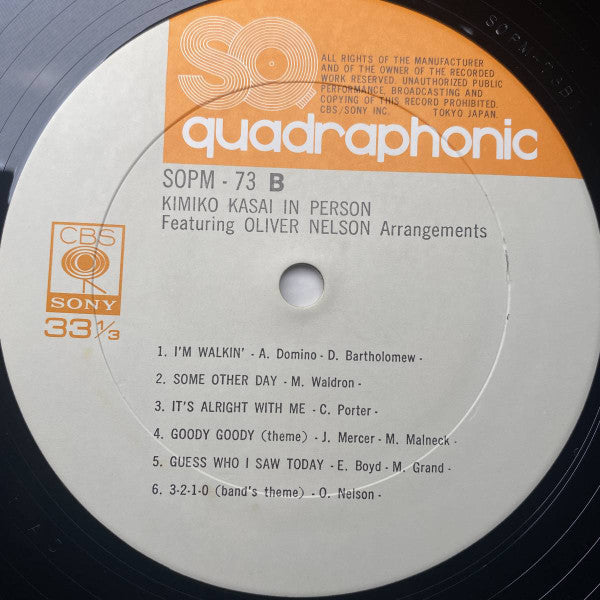 SOPM-73B1
SQ
ALL RIGHTS OF THE MANUFACTURER
AND OF THE OWNER OF THE RECORDED
WORK RESERVED. UNAUTHORIZED PUBLIC
PERFORMANCE, BROADCASTING AND
COPYING OF THIS RECORD PROHIBITED.
CBS/SONY INC. TOKYO JAPAN.
quadraphonic
SOPM - 73 B
KIMIKO KASAI IN PERSON
Featuring OLIVER NELSON Arrangements
CBS
SONY
33 1/3
1. I'M WALKIN' - A. Domino - D. Bartholomew -
2. SOME OTHER DAY - M. Waldron -
3. IT'S ALRIGHT WITH ME - C. Porter -
4. GOODY GOODY (theme) - J. Mercer - M. Malneck -
5. GUESS WHO I SAW TODAY - E. Boyd - M. Grand -
6. 3-2-1-0 (band's theme) - O. Nelson -